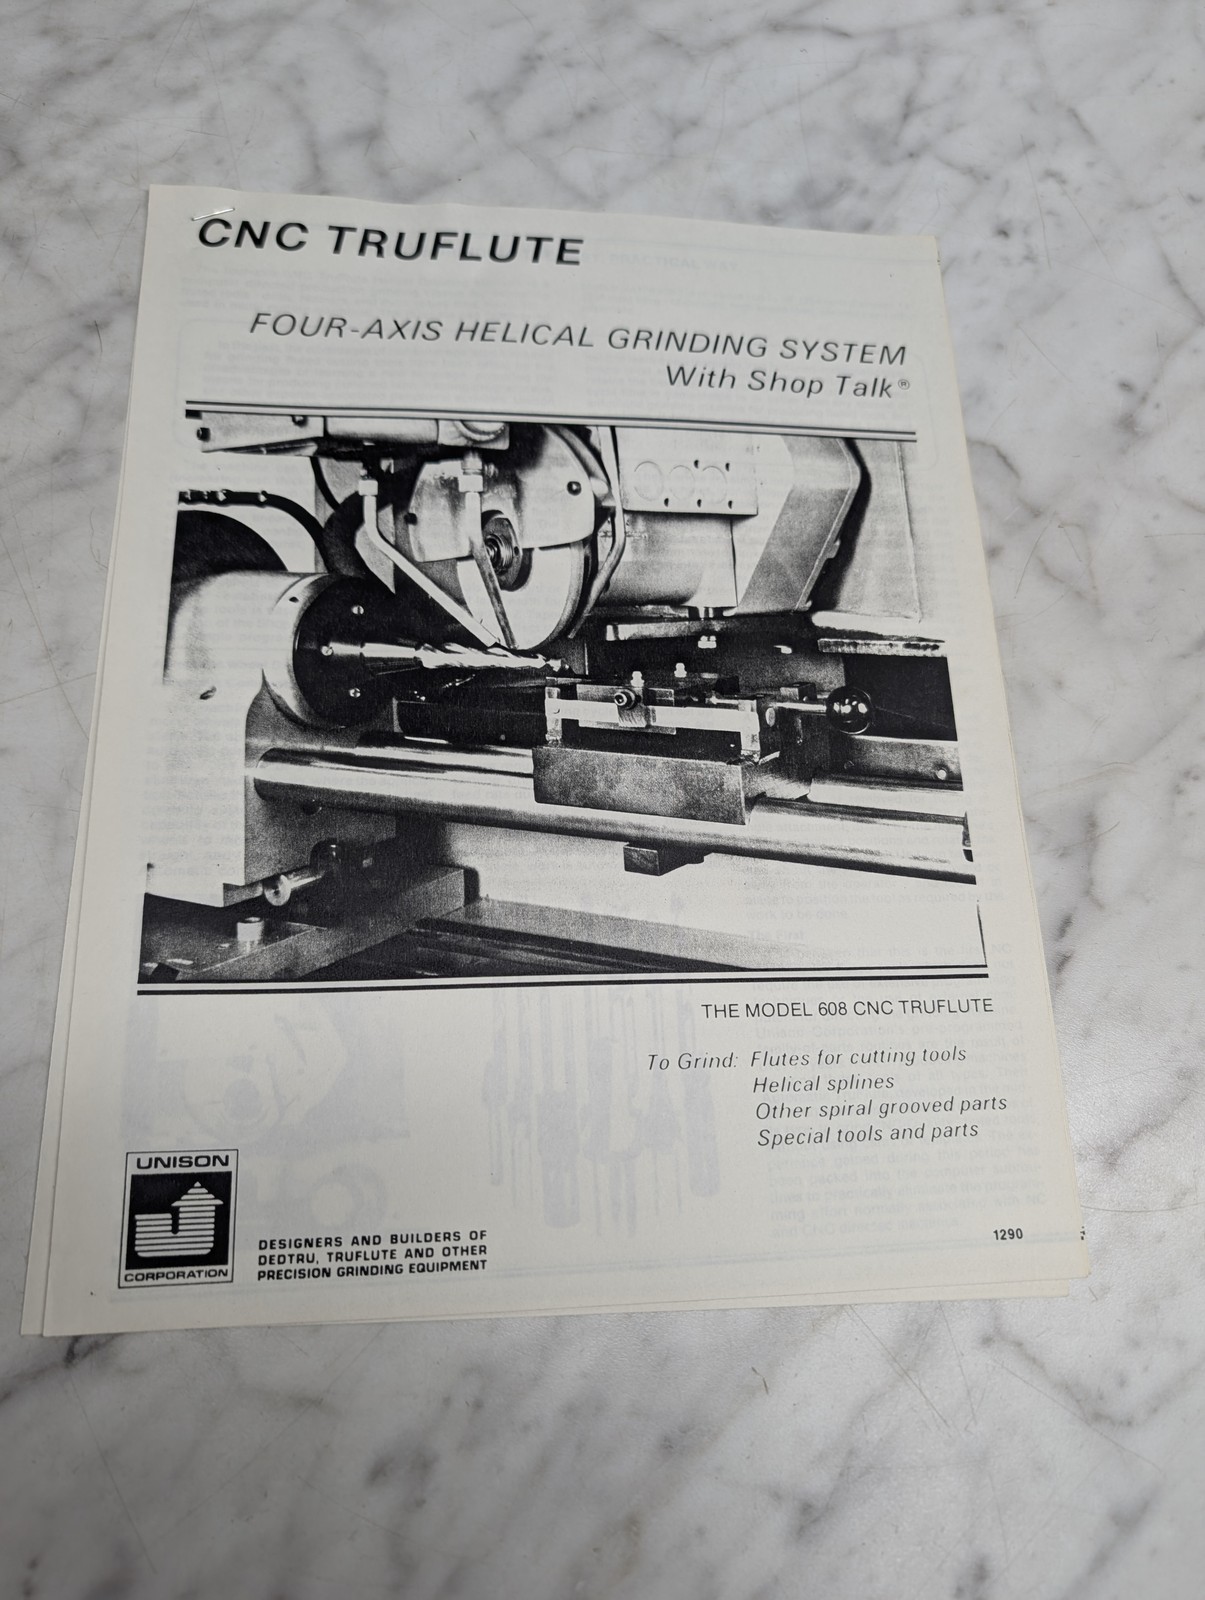 CNC TRUFLUTE
FOUR-AXIS HELICAL GRINDING SYSTEM
With Shop Talk®
THE MODEL 608 CNC TRUFLUTE
To Grind: Flutes for cutting tools
Helical splines
Other spiral grooved parts
Special tools and parts
UNISON
CORPORATION
DESIGNERS AND BUILDERS OF
DEDTRU, TRUFLUTE AND OTHER
PRECISION GRINDING EQUIPMENT
1290